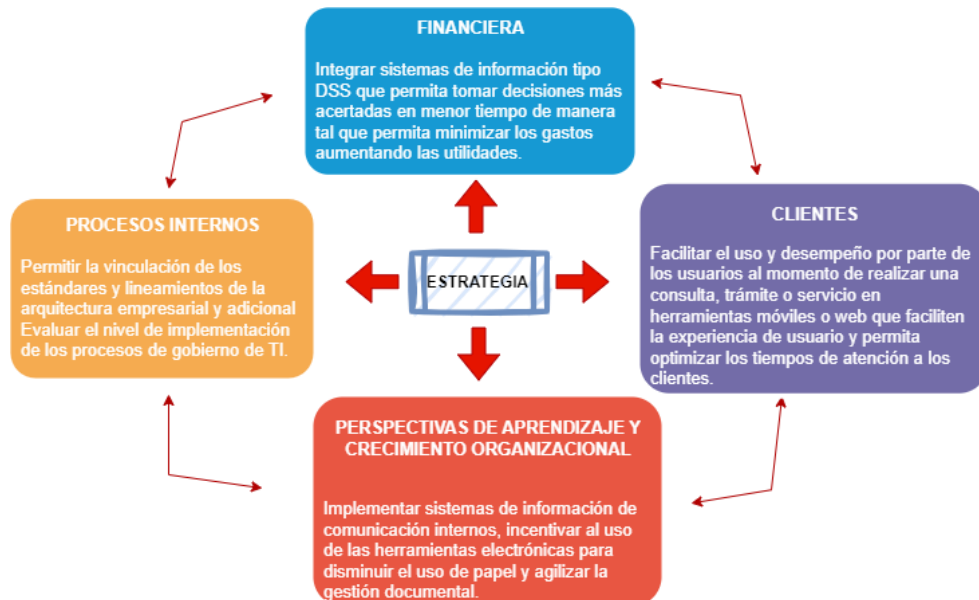 FINANCIERA
Integrar sistemas de información tipo
DSS que permita tomar decisiones más
acertadas en menor tiempo de manera
tal que permita minimizar los gastos
aumentando las utilidades.
PROCESOS INTERNOS
Permitir la vinculación de los
estándares y lineamientos de la
arquitectura empresarial y adicional
Evaluar el nivel de implementación
de los procesos de gobierno de TI.
ESTRATEGIA
CLIENTES
Facilitar el uso y desempeño por parte de
los usuarios al momento de realizar una
consulta, trámite o servicio en
herramientas móviles o web que faciliten
la experiencia de usuario y permita
optimizar los tiempos de atención a los
clientes.
PERSPECTIVAS DE APRENDIZAJE Y
CRECIMIENTO ORGANIZACIONAL
Implementar sistemas de información de
comunicación internos, incentivar al uso
de las herramientas electrónicas para
disminuir el uso de papel y agilizar la
gestión documental.